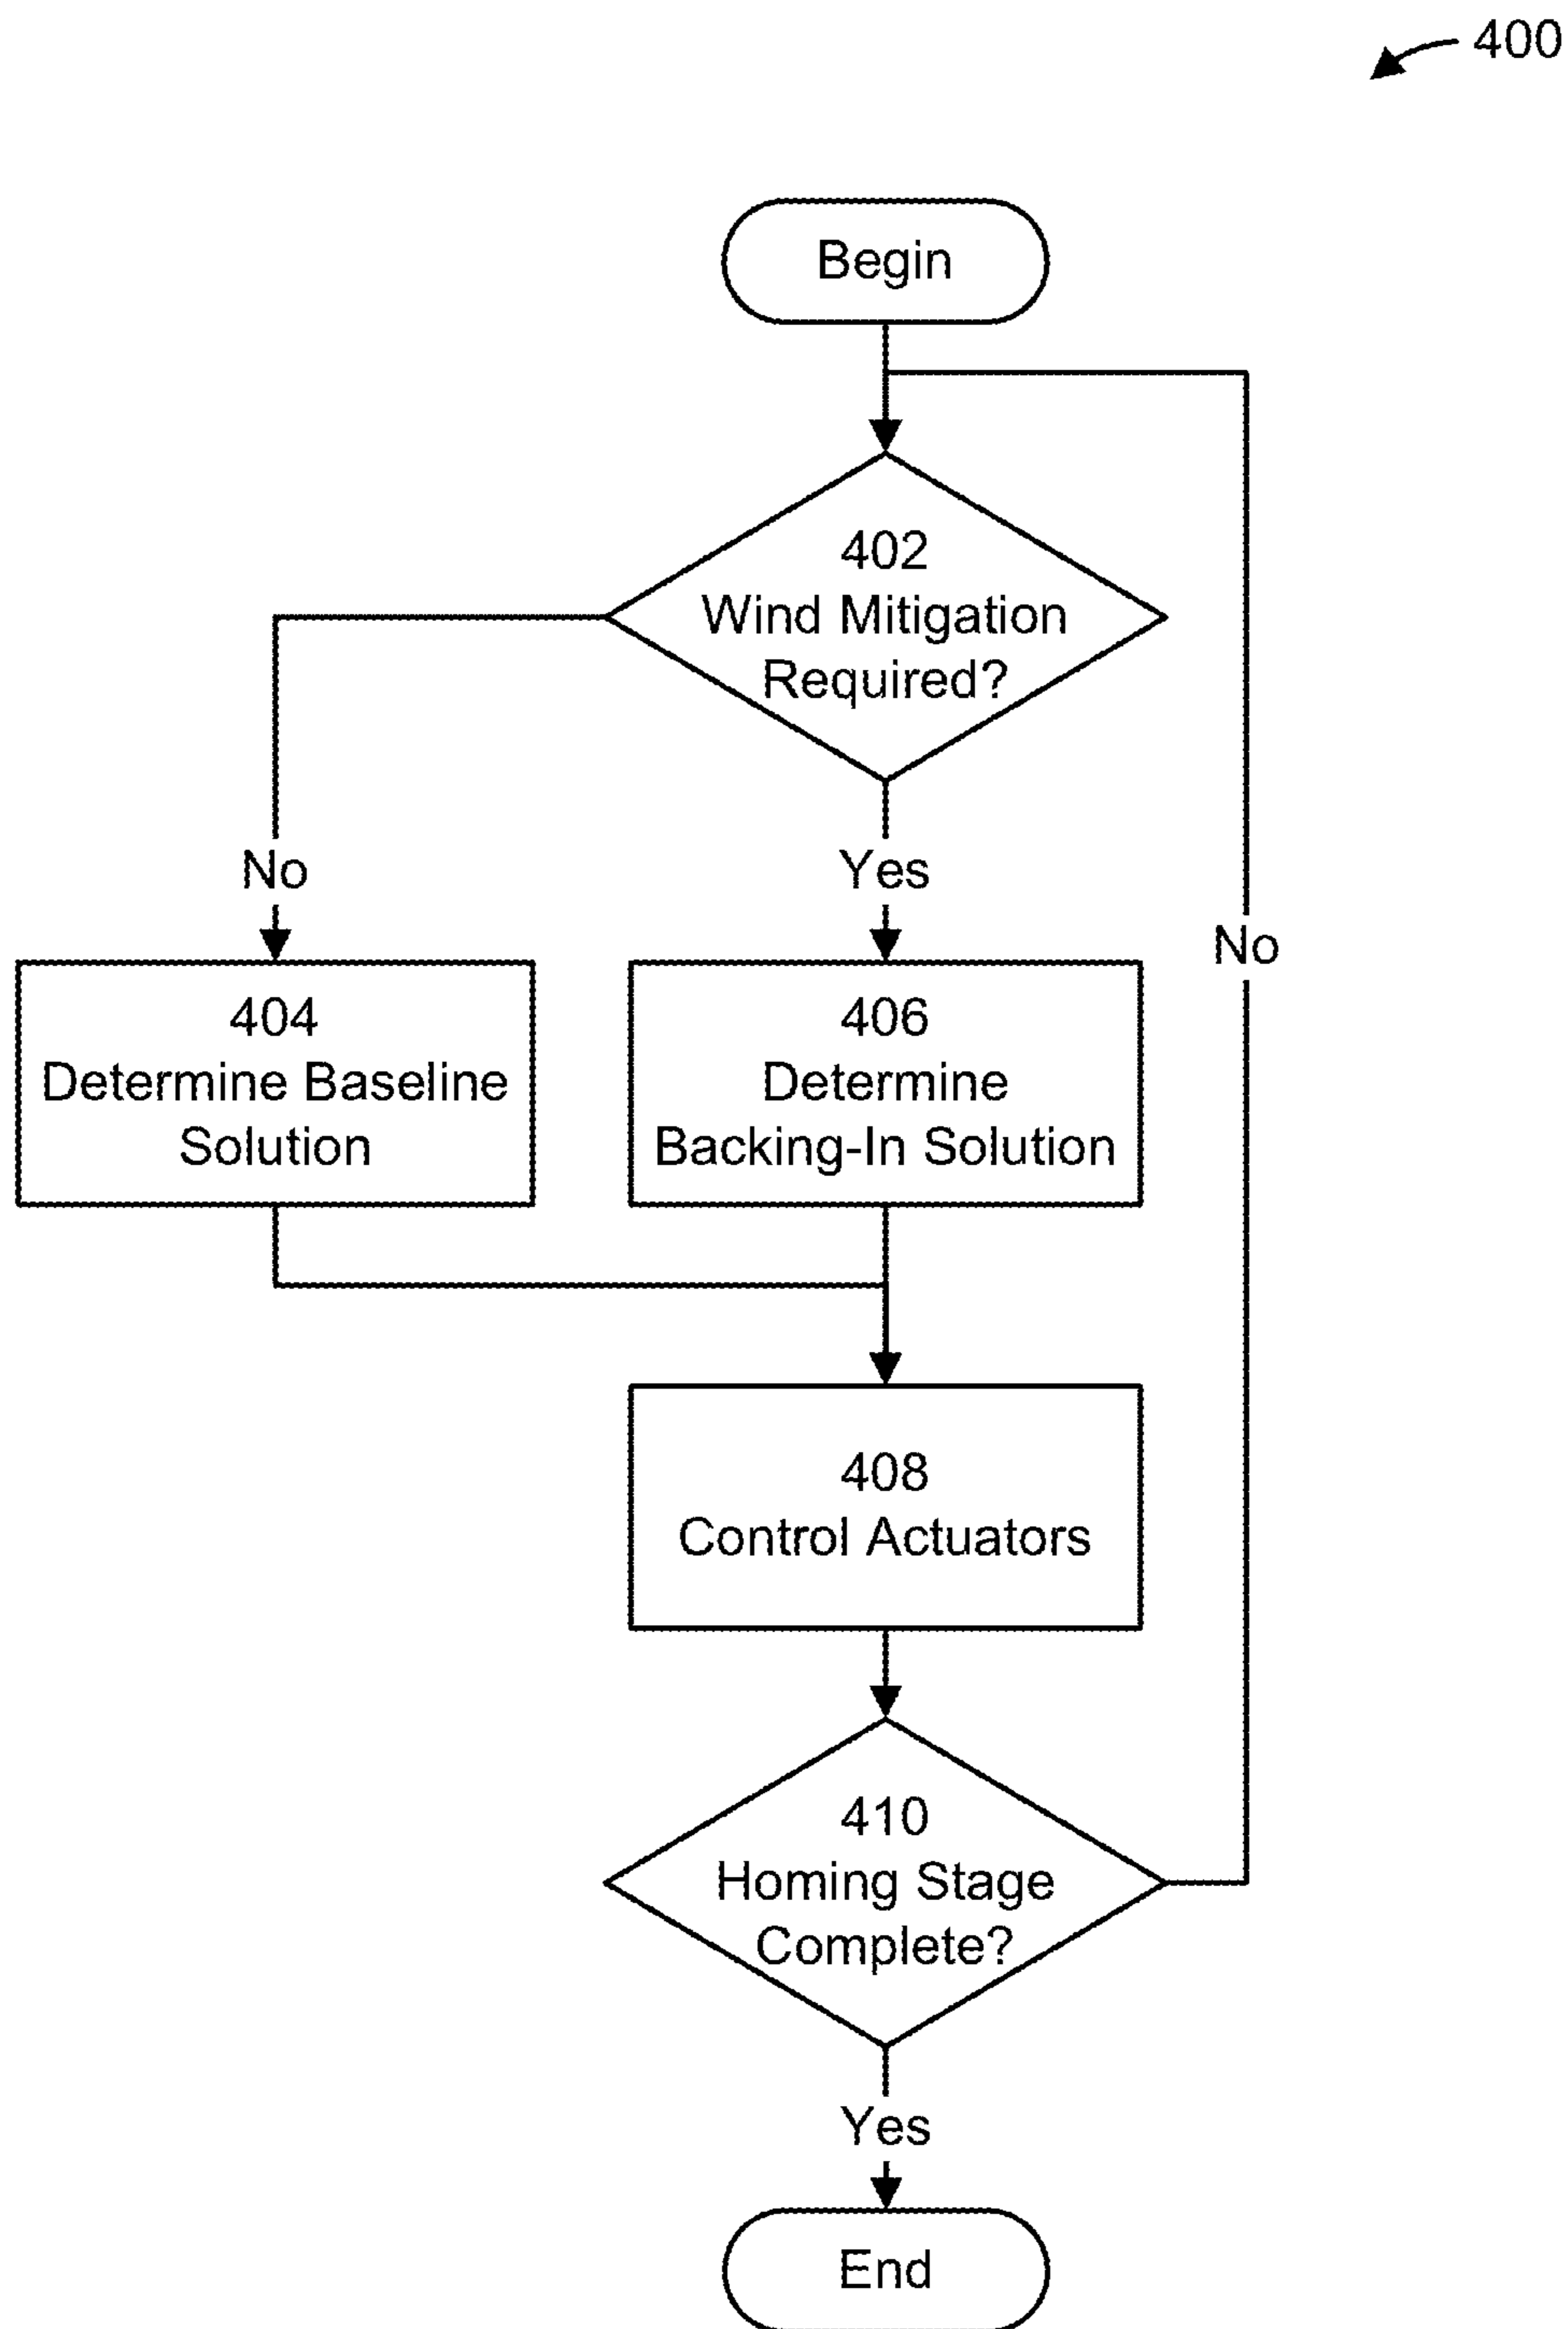 400
Begin
402
Wind Mitigation
Required?
No
Yes
No
404
Determine Baseline
Solution
406
Determine
Backing-In Solution
408
Control Actuators
410
Homing Stage
Complete?
Yes
End